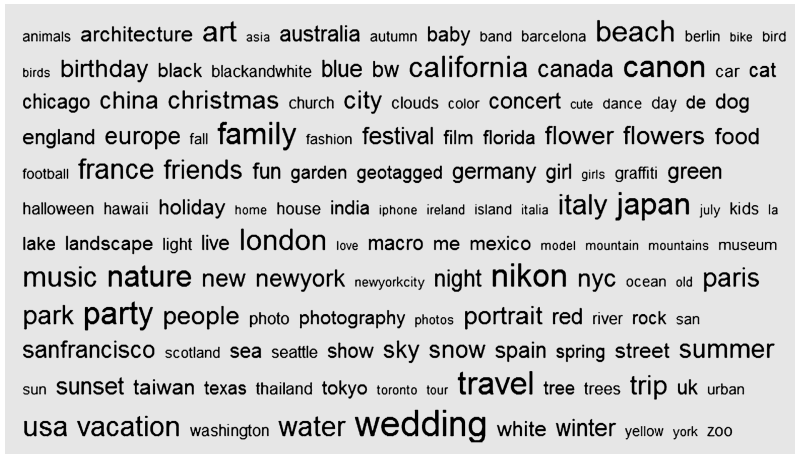 animals architecture art asia australia autumn baby band barcelona beach berlin bike bird
birds birthday black blackandwhite blue bw california canada canon car cat
chicago china christmas church city clouds color concert cute dance day de dog
england europe fall family fashion festival film florida flower flowers food
football france friends fun garden geotagged germany girl girls graffiti green
halloween hawaii holiday home house india iphone ireland island italia italy japan july kids la
lake landscape light live london love macro me mexico model mountain mountains museum
music nature new newyork newyorkcity night nikon nyc ocean old paris
park party people photo photography photos portrait red river rock san
sanfrancisco scotland sea seattle show sky snow spain spring street summer
sun sunset taiwan texas thailand tokyo toronto tour travel tree trees trip uk urban
usa vacation washington water wedding white winter yellow york zoo